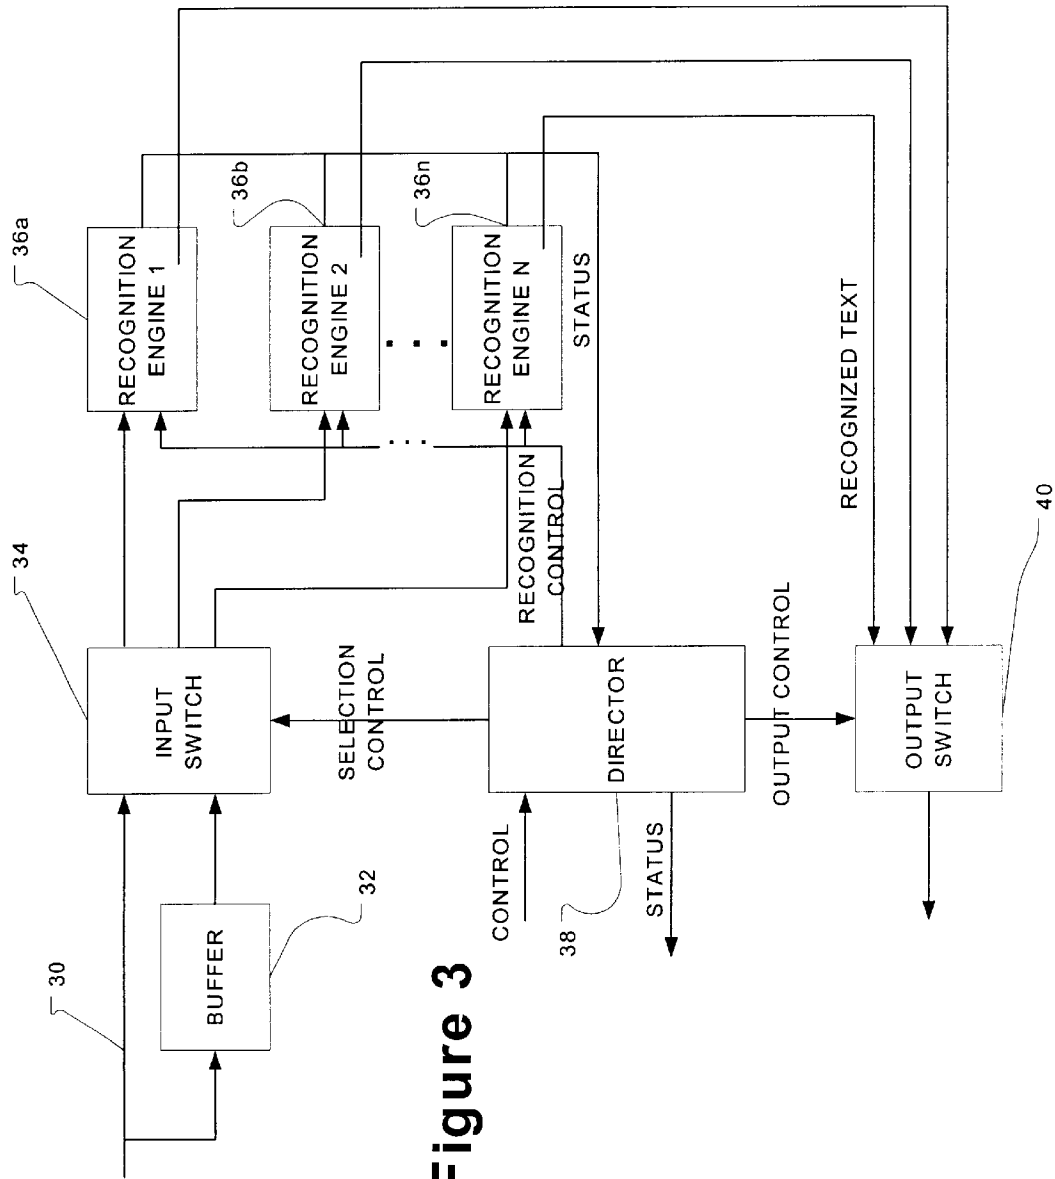 36a
RECOGNITION
ENGINE 1
36b
RECOGNITION
ENGINE 2
. . .
36n
RECOGNITION
ENGINE N
. . .
STATUS
RECOGNITION
CONTROL
RECOGNIZED TEXT
34
INPUT
SWITCH
SELECTION
CONTROL
DIRECTOR
OUTPUT CONTROL
OUTPUT
SWITCH
40
30
BUFFER
32
CONTROL
38
STATUS
Figure 3